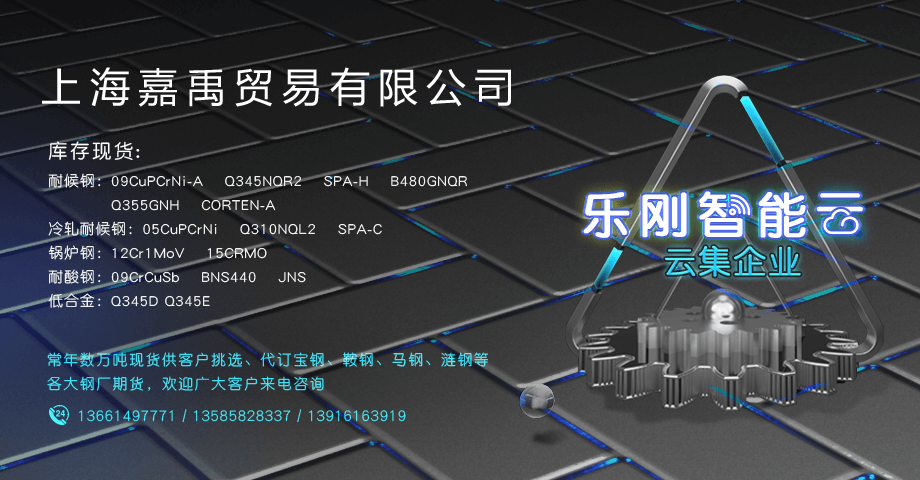 上海嘉禹贸易有限公司
库存现货:
耐候钢: 09CuPCrNi-A Q345NQR2 SPA-H B480GNQR
Q355GNH CORTEN-A
冷轧耐候钢: 05CuPCrNi Q310NQL2 SPA-C
锅炉钢: 12Cr1MoV 15CRMO
耐酸钢: 09CrCuSb BNS440 JNS
低合金: Q345D Q345E
乐刚智能云
云集企业
常年数万吨现货供客户挑选、代订宝钢、鞍钢、马钢、涟钢等
各大钢厂期货，欢迎广大客户来电咨询
24 13661497771 / 13585828337 / 13916163919